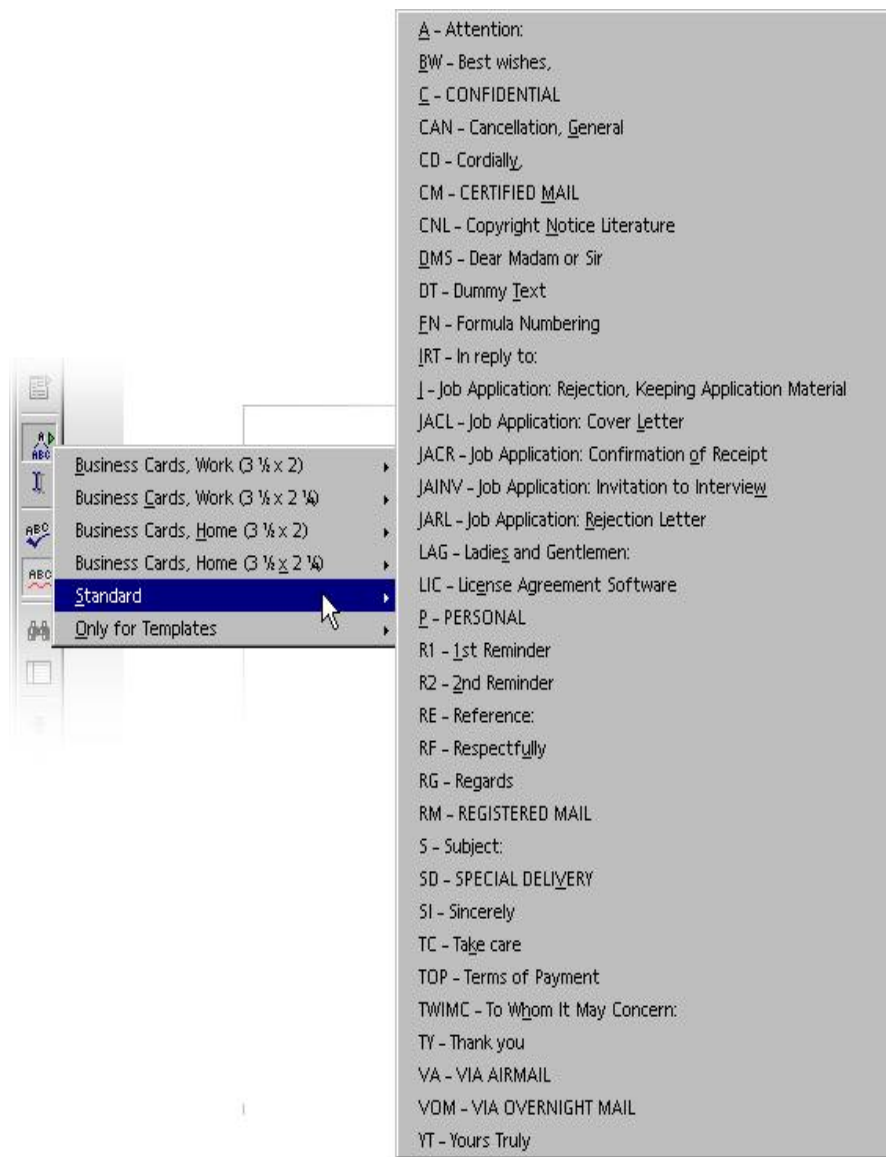 A
ABC
ABC
ABC
Business Cards, Work (3 ½ x 2)
Business Cards, Work (3 ½ x 2 ¼)
Business Cards, Home (3 ½ x 2)
Business Cards, Home (3 ½ x 2 ¼)
Standard
Only for Templates
A - Attention:
BW - Best wishes,
C - CONFIDENTIAL
CAN - Cancellation, General
CD - Cordially,
CM - CERTIFIED MAIL
CNL - Copyright Notice Literature
DMS - Dear Madam or Sir
DT - Dummy Text
FN - Formula Numbering
IRT - In reply to:
J - Job Application: Rejection, Keeping Application Material
JACL - Job Application: Cover Letter
JACR - Job Application: Confirmation of Receipt
JAINV - Job Application: Invitation to Interview
JARL - Job Application: Rejection Letter
LAG - Ladies and Gentlemen:
LIC - License Agreement Software
P - PERSONAL
R1 - 1st Reminder
R2 - 2nd Reminder
RE - Reference:
RF - Respectfully
RG - Regards
RM - REGISTERED MAIL
S - Subject:
SD - SPECIAL DELIVERY
SI - Sincerely
TC - Take care
TOP - Terms of Payment
TWIMC - To Whom It May Concern:
TY - Thank you
VA - VIA AIRMAIL
VOM - VIA OVERNIGHT MAIL
YT - Yours Truly